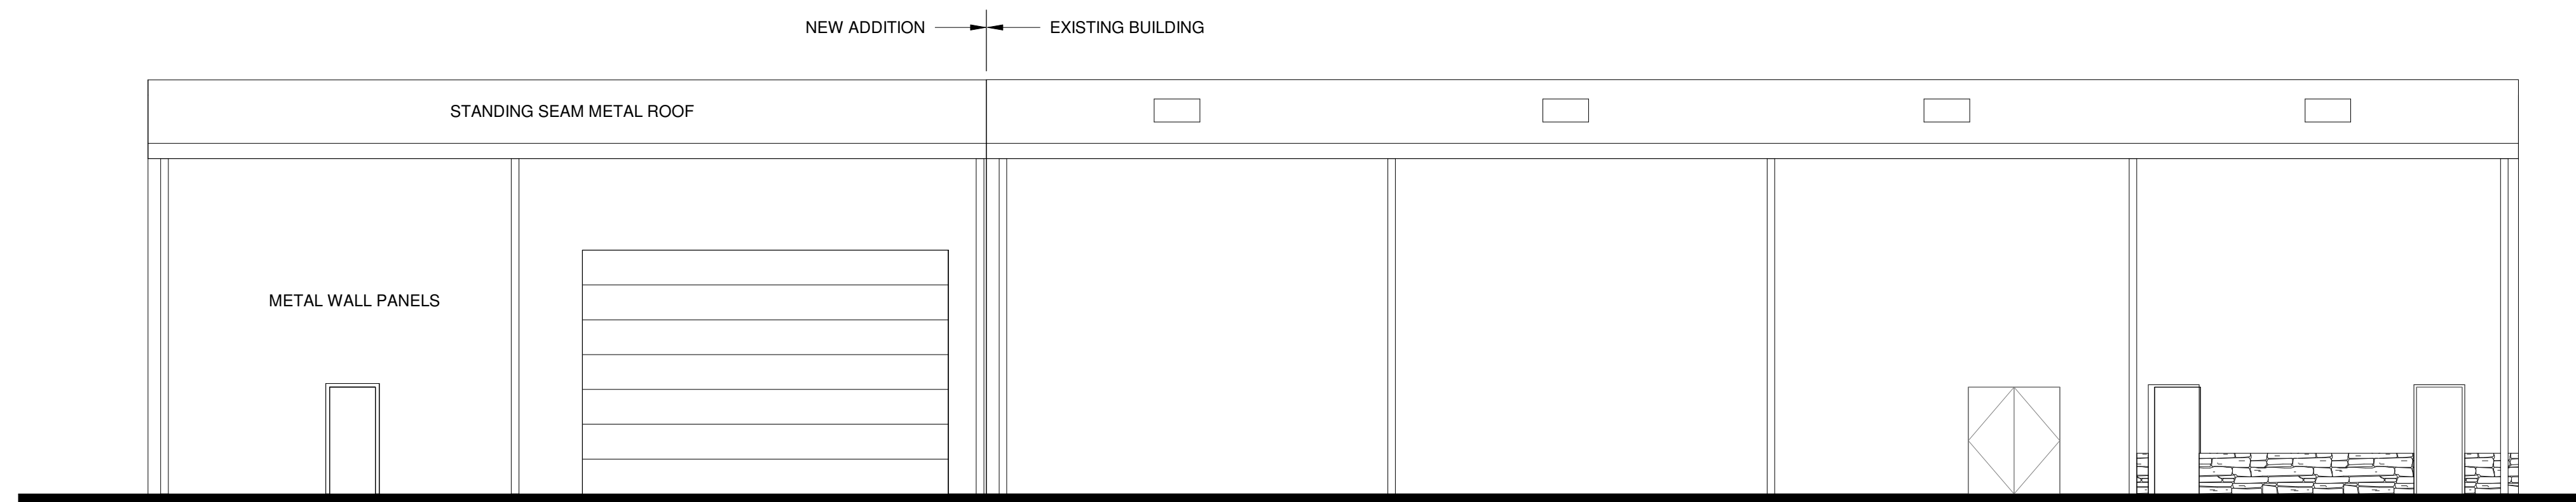 NEW ADDITION
EXISTING BUILDING
STANDING SEAM METAL ROOF
METAL WALL PANELS